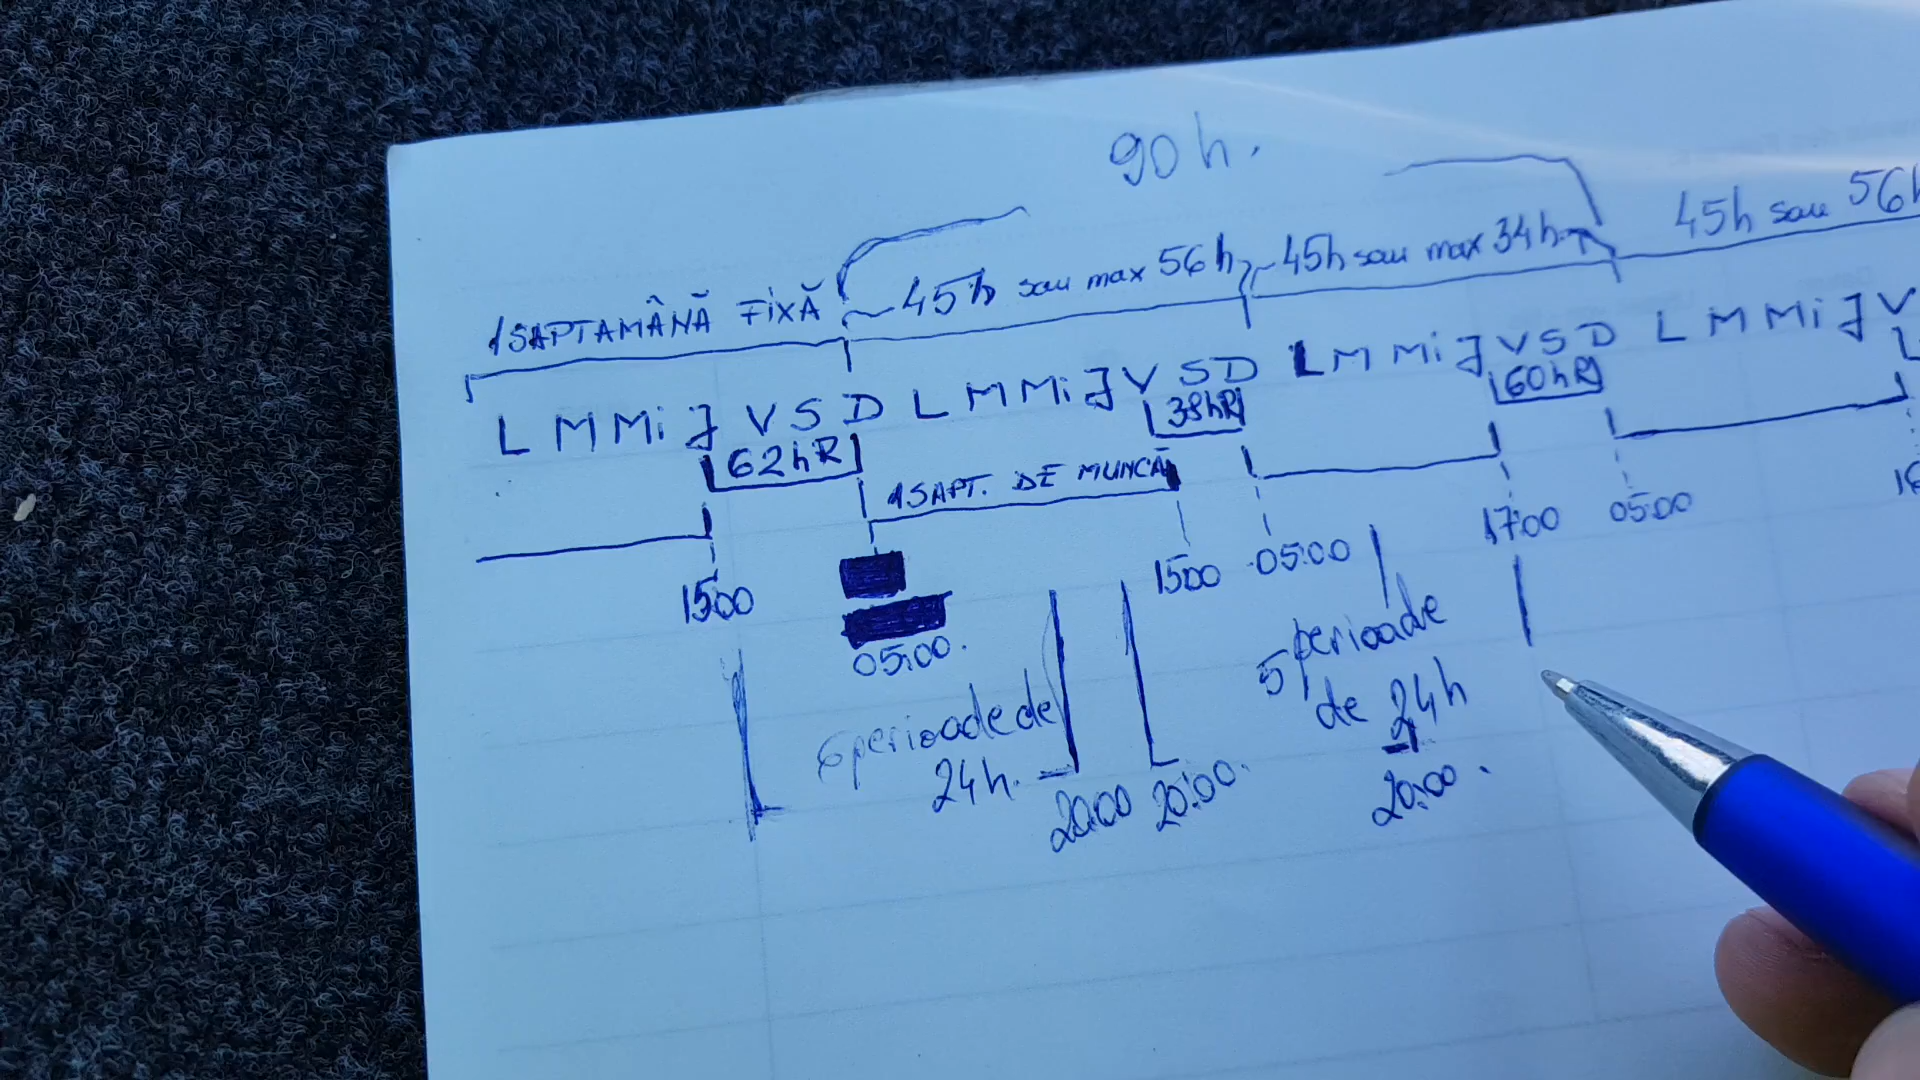 90h.
1SAPTAMÂNĂ FIXĂ 45h sau max 56h 45h sau max 34h 45h sau 56h
L M Mi J V S D L M Mi J V S D L M Mi J V S D L M Mi J V
62hR 38hR 60hR
1SAPT. DE MUNCĂ
1500 05:00. 1500 05:00 17:00 05:00
6perioade de
24h.
20:00 20:00.
5 perioade
de 24h
20:00.